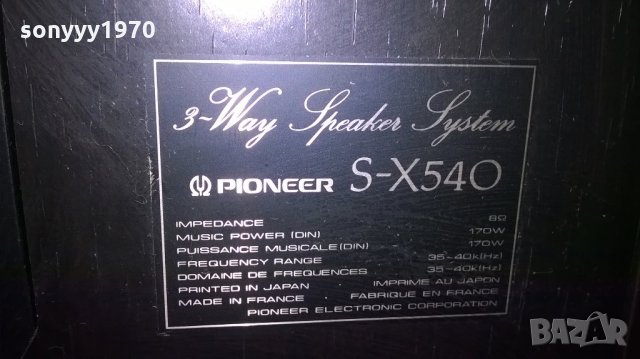 sonyyy1970
3-Way Speaker System
PIONEER S-X540
IMPEDANCE 8Ω
MUSIC POWER (DIN) 170W
PUISSANCE MUSICALE (DIN) 170W
FREQUENCY RANGE 35~40k(Hz)
DOMAINE DE FREQUENCES 35~40k(Hz)
PRINTED IN JAPAN IMPRIME AU JAPON
MADE IN FRANCE FABRIQUE EN FRANCE
PIONEER ELECTRONIC CORPORATION
BAZAR
bg